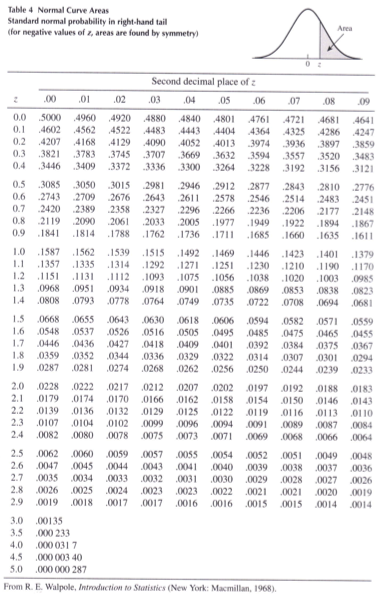 Table 4 Normal Curve Areas
Standard normal probability in right-hand tail
(for negative values of z, areas are found by symmetry)
Area
0 z
Second decimal place of z
z .00 .01 .02 .03 .04 .05 .06 .07 .08 .09
0.0 .5000 .4960 .4920 .4880 .4840 .4801 .4761 .4721 .4681 .4641
0.1 .4602 .4562 .4522 .4483 .4443 .4404 .4364 .4325 .4286 .4247
0.2 .4207 .4168 .4129 .4090 .4052 .4013 .3974 .3936 .3897 .3859
0.3 .3821 .3783 .3745 .3707 .3669 .3632 .3594 .3557 .3520 .3483
0.4 .3446 .3409 .3372 .3336 .3300 .3264 .3228 .3192 .3156 .3121
0.5 .3085 .3050 .3015 .2981 .2946 .2912 .2877 .2843 .2810 .2776
0.6 .2743 .2709 .2676 .2643 .2611 .2578 .2546 .2514 .2483 .2451
0.7 .2420 .2389 .2358 .2327 .2296 .2266 .2236 .2206 .2177 .2148
0.8 .2119 .2090 .2061 .2033 .2005 .1977 .1949 .1922 .1894 .1867
0.9 .1841 .1814 .1788 .1762 .1736 .1711 .1685 .1660 .1635 .1611
1.0 .1587 .1562 .1539 .1515 .1492 .1469 .1446 .1423 .1401 .1379
1.1 .1357 .1335 .1314 .1292 .1271 .1251 .1230 .1210 .1190 .1170
1.2 .1151 .1131 .1112 .1093 .1075 .1056 .1038 .1020 .1003 .0985
1.3 .0968 .0951 .0934 .0918 .0901 .0885 .0869 .0853 .0838 .0823
1.4 .0808 .0793 .0778 .0764 .0749 .0735 .0722 .0708 .0694 .0681
1.5 .0668 .0655 .0643 .0630 .0618 .0606 .0594 .0582 .0571 .0559
1.6 .0548 .0537 .0526 .0516 .0505 .0495 .0485 .0475 .0465 .0455
1.7 .0446 .0436 .0427 .0418 .0409 .0401 .0392 .0384 .0375 .0367
1.8 .0359 .0352 .0344 .0336 .0329 .0322 .0314 .0307 .0301 .0294
1.9 .0287 .0281 .0274 .0268 .0262 .0256 .0250 .0244 .0239 .0233
2.0 .0228 .0222 .0217 .0212 .0207 .0202 .0197 .0192 .0188 .0183
2.1 .0179 .0174 .0170 .0166 .0162 .0158 .0154 .0150 .0146 .0143
2.2 .0139 .0136 .0132 .0129 .0125 .0122 .0119 .0116 .0113 .0110
2.3 .0107 .0104 .0102 .0099 .0096 .0094 .0091 .0089 .0087 .0084
2.4 .0082 .0080 .0078 .0075 .0073 .0071 .0069 .0068 .0066 .0064
2.5 .0062 .0060 .0059 .0057 .0055 .0054 .0052 .0051 .0049 .0048
2.6 .0047 .0045 .0044 .0043 .0041 .0040 .0039 .0038 .0037 .0036
2.7 .0035 .0034 .0033 .0032 .0031 .0030 .0029 .0028 .0027 .0026
2.8 .0026 .0025 .0024 .0023 .0023 .0022 .0021 .0021 .0020 .0019
2.9 .0019 .0018 .0017 .0017 .0016 .0016 .0015 .0015 .0014 .0014
3.0 .00135
3.5 .000 233
4.0 .000 031 7
4.5 .000 003 40
5.0 .000 000 287
From R. E. Walpole, Introduction to Statistics (New York: Macmillan, 1968).